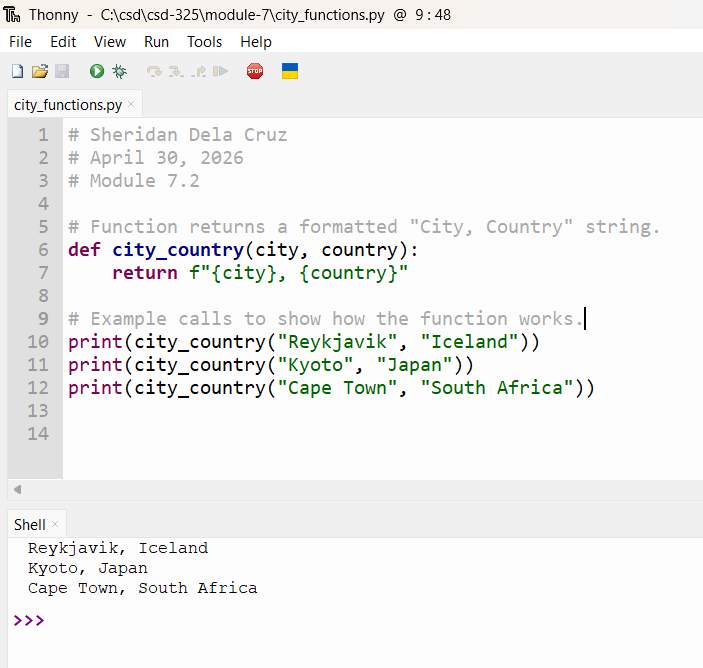 Thonny - C:\csd\csd-325\module-7\city_functions.py @ 9:48
File Edit View Run Tools Help
STOP
city_functions.py ×
1 # Sheridan Dela Cruz
2 # April 30, 2026
3 # Module 7.2
4
5 # Function returns a formatted "City, Country" string.
6 def city_country(city, country):
7     return f"{city}, {country}"
8
9 # Example calls to show how the function works.
10 print(city_country("Reykjavik", "Iceland"))
11 print(city_country("Kyoto", "Japan"))
12 print(city_country("Cape Town", "South Africa"))
13
14
Shell ×
Reykjavik, Iceland
Kyoto, Japan
Cape Town, South Africa
>>>